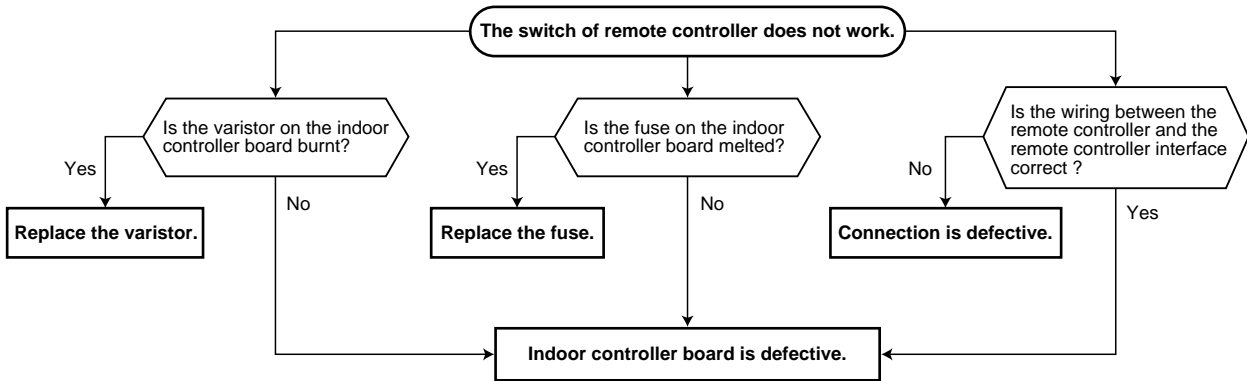 The switch of remote controller does not work.
Is the varistor on the indoor
controller board burnt?
Yes
No
Replace the varistor.
Is the fuse on the indoor
controller board melted?
Yes
No
Replace the fuse.
Is the wiring between the
remote controller and the
remote controller interface
correct ?
No
Yes
Connection is defective.
Indoor controller board is defective.